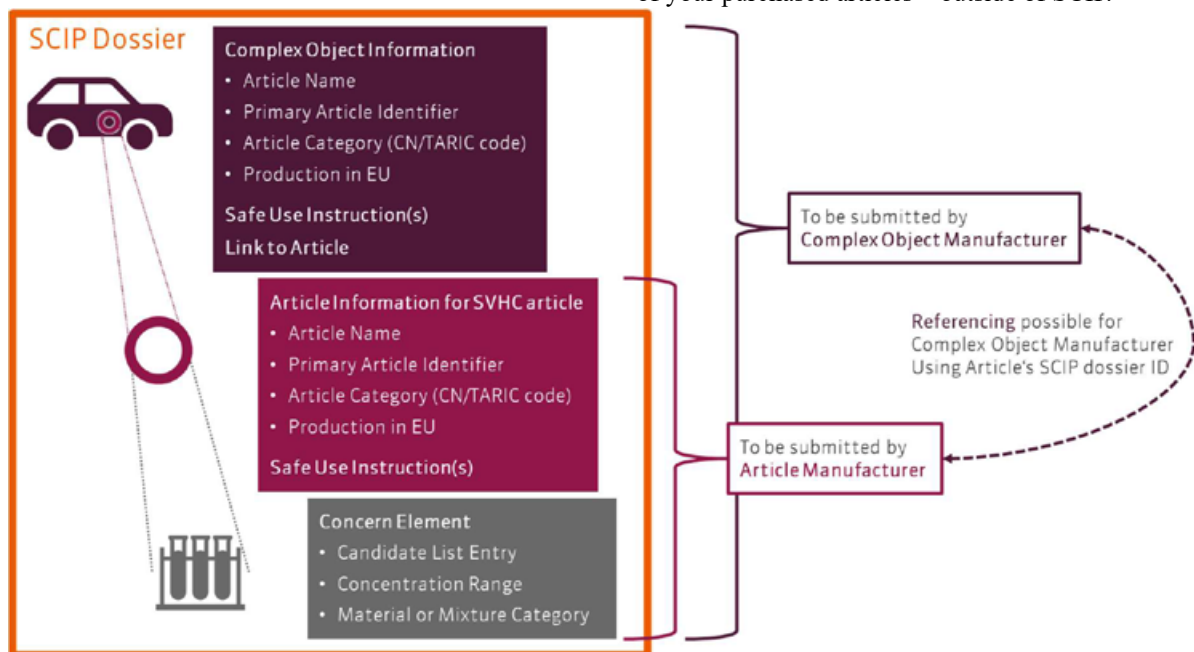 SCIP Dossier
Complex Object Information
• Article Name
• Primary Article Identifier
• Article Category (CN/TARIC code)
• Production in EU
Safe Use Instruction(s)
Link to Article
Article Information for SVHC article
• Article Name
• Primary Article Identifier
• Article Category (CN/TARIC code)
• Production in EU
Safe Use Instruction(s)
Concern Element
• Candidate List Entry
• Concentration Range
• Material or Mixture Category
To be submitted by
Complex Object Manufacturer
Referencing possible for
Complex Object Manufacturer
Using Article's SCIP dossier ID
To be submitted by
Article Manufacturer